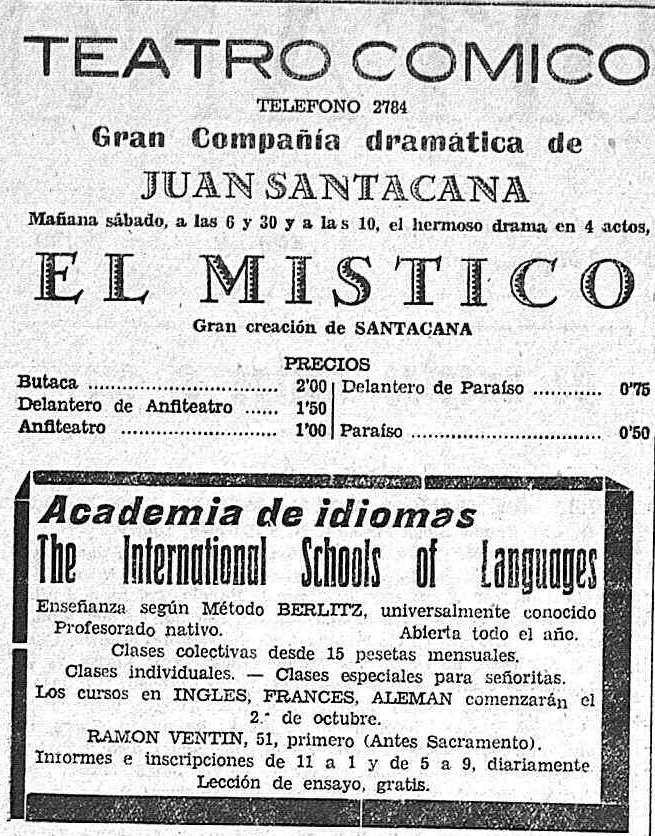 TEATRO COMICO
TELEFONO 2784
Gran Compañía dramática de
JUAN SANTACANA
Mañana sábado, a las 6 y 30 y a las 10, el hermoso drama en 4 actos,
EL MISTICO
Gran creación de SANTACANA
PRECIOS
Butaca ................................ 2'00
Delantero de Anfiteatro ...... 1'50
Anfiteatro .......................... 1'00
Delantero de Paraíso ............ 0'75
Paraíso ................................ 0'50
Academia de idiomas
The International Schools of Languages
Enseñanza según Método BERLITZ, universalmente conocido
Profesorado nativo. Abierta todo el año.
Clases colectivas desde 15 pesetas mensuales.
Clases individuales. — Clases especiales para señoritas.
Los cursos en INGLES, FRANCES, ALEMAN comenzarán el
2.º de octubre.
RAMON VENTIN, 51, primero (Antes Sacramento).
Informes e inscripciones de 11 a 1 y de 5 a 9, diariamente
Lección de ensayo, gratis.